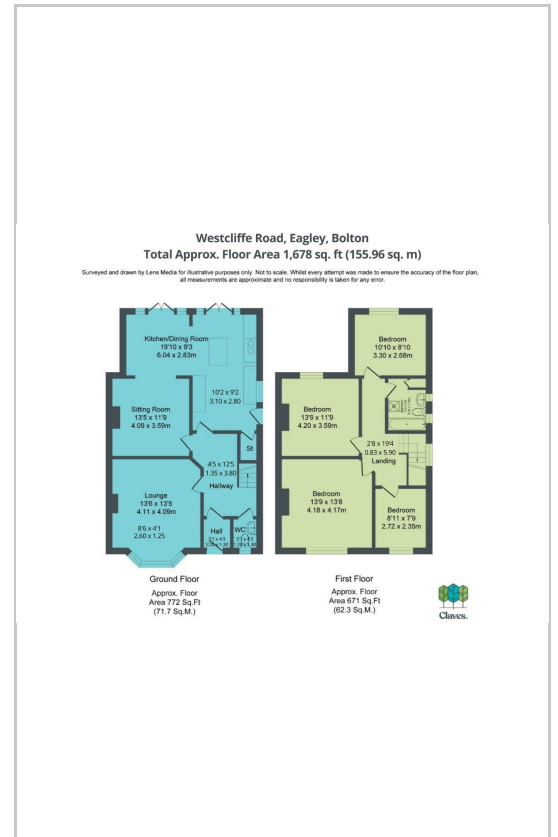 Westcliffe Road, Eagley, Bolton
Total Approx. Floor Area 1,678 sq. ft (155.96 sq. m)
Surveyed and drawn by Lens Media for illustrative purposes only. Not to scale. Whilst every attempt was made to ensure the accuracy of the floor plan,
all measurements are approximate and no responsibility is taken for any error.
Kitchen/Dining Room
19'10 x 9'3
6.04 x 2.83m
10'2 x 9'2
3.10 x 2.80
Sitting Room
13'5 x 11'9
4.09 x 3.59m
St
4'5 x 12'5
1.35 x 3.80
Hallway
Lounge
13'6 x 13'5
4.11 x 4.09m
8'6 x 4'1
2.60 x 1.25
Hall
WC
Ground Floor
Approx. Floor
Area 772 Sq.Ft
(71.7 Sq.M.)
Bedroom
10'10 x 8'10
3.30 x 2.68m
Bedroom
13'9 x 11'9
4.20 x 3.59m
2'8 x 19'4
0.83 x 5.90
Landing
Bedroom
13'9 x 13'8
4.18 x 4.17m
Bedroom
8'11 x 7'9
2.72 x 2.35m
First Floor
Approx. Floor
Area 671 Sq.Ft
(62.3 Sq.M.)
Claves.